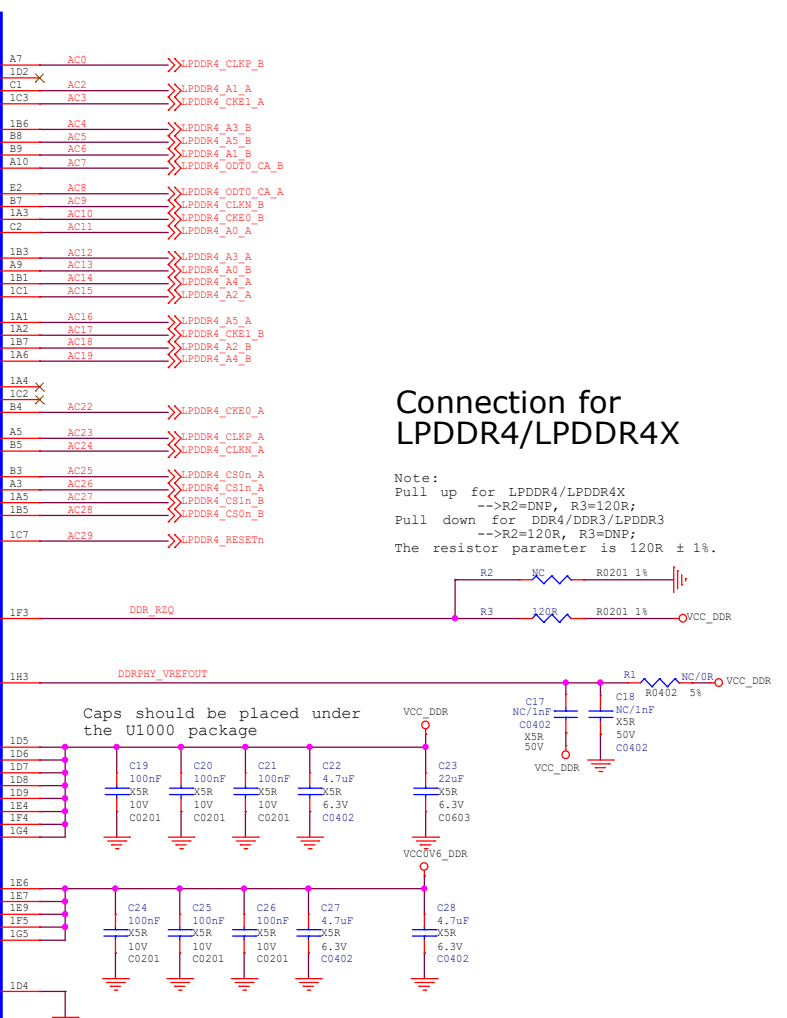 A7 AC0 LPDDR4_CLKP_B
1D2
C1 AC2 LPDDR4_A1_A
1C3 AC3 LPDDR4_CKE1_A
1B6 AC4 LPDDR4_A3_B
B8 AC5 LPDDR4_A5_B
B9 AC6 LPDDR4_A1_B
A10 AC7 LPDDR4_ODT0_CA_B
E2 AC8 LPDDR4_ODT0_CA_A
B7 AC9 LPDDR4_CLKN_B
1A3 AC10 LPDDR4_CKE0_B
C2 AC11 LPDDR4_A0_A
1B3 AC12 LPDDR4_A3_A
A9 AC13 LPDDR4_A0_B
1B1 AC14 LPDDR4_A4_A
1C1 AC15 LPDDR4_A2_A
1A1 AC16 LPDDR4_A5_A
1A2 AC17 LPDDR4_CKE1_B
1B7 AC18 LPDDR4_A2_B
1A6 AC19 LPDDR4_A4_B
1A4
1C2
B4 AC22 LPDDR4_CKE0_A
A5 AC23 LPDDR4_CLKP_A
B5 AC24 LPDDR4_CLKN_A
B3 AC25 LPDDR4_CS0n_A
A3 AC26 LPDDR4_CS1n_A
1A5 AC27 LPDDR4_CS1n_B
1B5 AC28 LPDDR4_CS0n_B
1C7 AC29 LPDDR4_RESETn
Connection for
LPDDR4/LPDDR4X
Note:
Pull up for LPDDR4/LPDDR4X
-->R2=DNP, R3=120R;
Pull down for DDR4/DDR3/LPDDR3
-->R2=120R, R3=DNP;
The resistor parameter is 120R ± 1%.
R2 NC R0201 1%
1F3 DDR_RZQ R3 120R R0201 1% VCC_DDR
1H3 DDRPHY_VREFOUT R1 NC/0R VCC_DDR
R0402 5%
C17 C18
NC/1nF NC/1nF
C0402 X5R
X5R 50V
50V C0402
VCC_DDR
Caps should be placed under
the U1000 package
VCC_DDR
1D5
1D6
1D7
1D8
1D9
1E4
1F4
1G4
C19 C20 C21 C22 C23
100nF 100nF 100nF 4.7uF 22uF
X5R X5R X5R X5R X5R
10V 10V 10V 6.3V 6.3V
C0201 C0201 C0201 C0402 C0603
VCC0V6_DDR
1E6
1E7
1E9
1F5
1G5
C24 C25 C26 C27 C28
100nF 100nF 100nF 4.7uF 4.7uF
X5R X5R X5R X5R X5R
10V 10V 10V 6.3V 6.3V
C0201 C0201 C0201 C0402 C0402
1D4